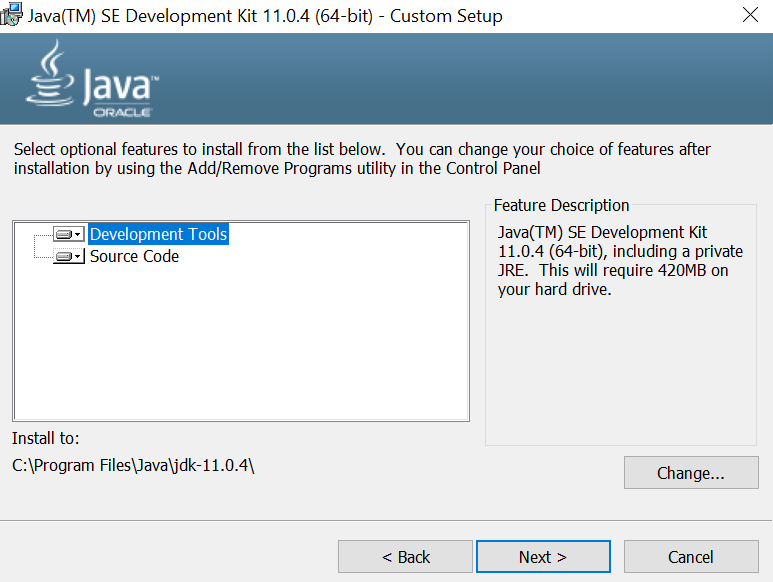 Java(TM) SE Development Kit 11.0.4 (64-bit) - Custom Setup
Java™
ORACLE
Select optional features to install from the list below.  You can change your choice of features after
installation by using the Add/Remove Programs utility in the Control Panel
Development Tools
Source Code
Feature Description
Java(TM) SE Development Kit
11.0.4 (64-bit), including a private
JRE.  This will require 420MB on
your hard drive.
Install to:
C:\Program Files\Java\jdk-11.0.4\
Change...
< Back
Next >
Cancel